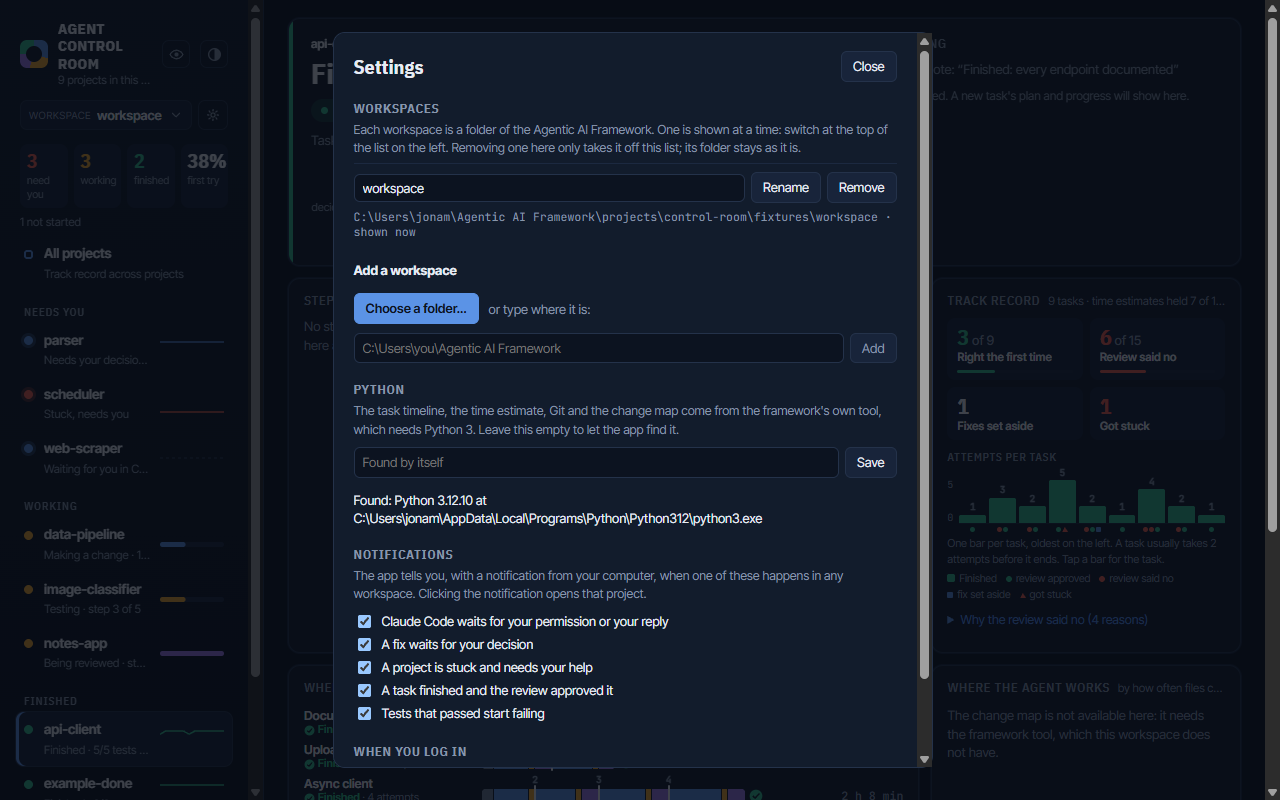 AGENT
CONTROL
ROOM
9 projects in this ...
WORKSPACE workspace
3
need
you
3
working
2
finished
38%
first try
1 not started
All projects
Track record across projects
NEEDS YOU
parser
Needs your decisio...
scheduler
Stuck, needs you
web-scraper
Waiting for you in C...
WORKING
data-pipeline
Making a change · 1...
image-classifier
Testing · step 3 of 5
notes-app
Being reviewed · st...
FINISHED
api-client
Finished · 5/5 tests ...
example-done
Finished · 4 attempts
Settings
Close
WORKSPACES
Each workspace is a folder of the Agentic AI Framework. One is shown at a time: switch at the top of
the list on the left. Removing one here only takes it off this list; its folder stays as it is.
workspace
Rename
Remove
C:\Users\jonam\Agentic AI Framework\projects\control-room\fixtures\workspace ·
shown now
Add a workspace
Choose a folder...
or type where it is:
C:\Users\you\Agentic AI Framework
Add
PYTHON
The task timeline, the time estimate, Git and the change map come from the framework's own tool,
which needs Python 3. Leave this empty to let the app find it.
Found by itself
Save
Found: Python 3.12.10 at
C:\Users\jonam\AppData\Local\Programs\Python\Python312\python3.exe
NOTIFICATIONS
The app tells you, with a notification from your computer, when one of these happens in any
workspace. Clicking the notification opens that project.
Claude Code waits for your permission or your reply
A fix waits for your decision
A project is stuck and needs your help
A task finished and the review approved it
Tests that passed start failing
WHEN YOU LOG IN
Async client
2
3
4
2 h 8 min
"Finished: every endpoint documented"
A new task's plan and progress will show here.
TRACK RECORD 9 tasks · time estimates held 7 of 1...
3 of 9
Right the first time
6 of 15
Review said no
1
Fixes set aside
1
Got stuck
ATTEMPTS PER TASK
5
0
1
3
2
5
2
1
4
2
1
One bar per task, oldest on the left. A task usually takes 2
attempts before it ends. Tap a bar for the task.
Finished
review approved
review said no
fix set aside
got stuck
Why the review said no (4 reasons)
WHERE THE AGENT WORKS by how often files c...
The change map is not available here: it needs
the framework tool, which this workspace does
not have.